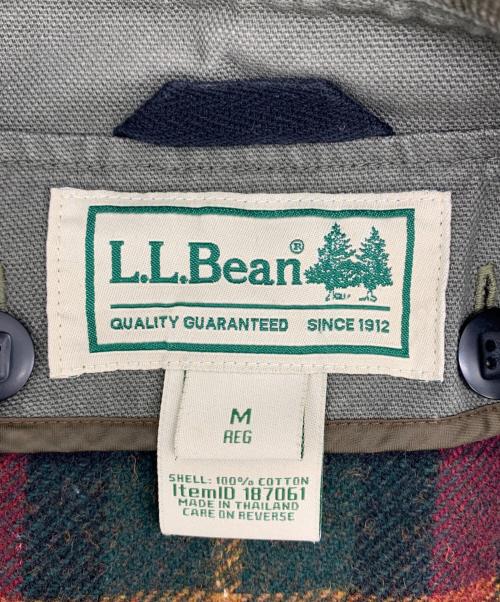 L.L.Bean®
QUALITY GUARANTEED SINCE 1912
M
REG
SHELL: 100% COTTON
ItemID 187061
MADE IN THAILAND
CARE ON REVERSE